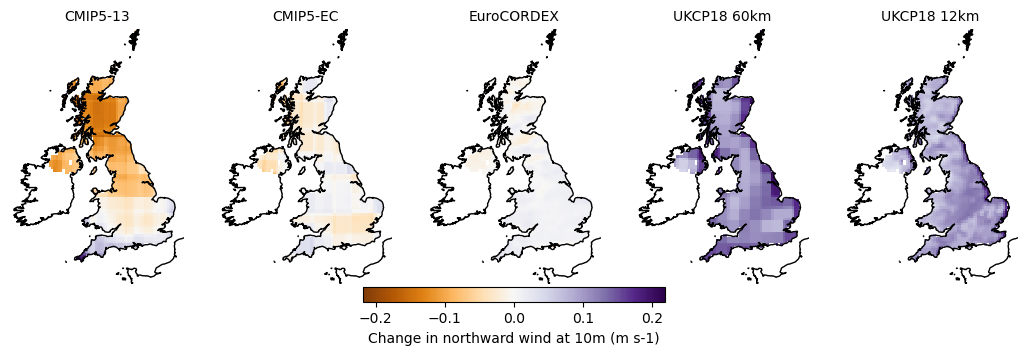 CMIP5-13 CMIP5-EC EuroCORDEX UKCP18 60km UKCP18 12km
−0.2 −0.1 0.0 0.1 0.2
Change in northward wind at 10m (m s-1)